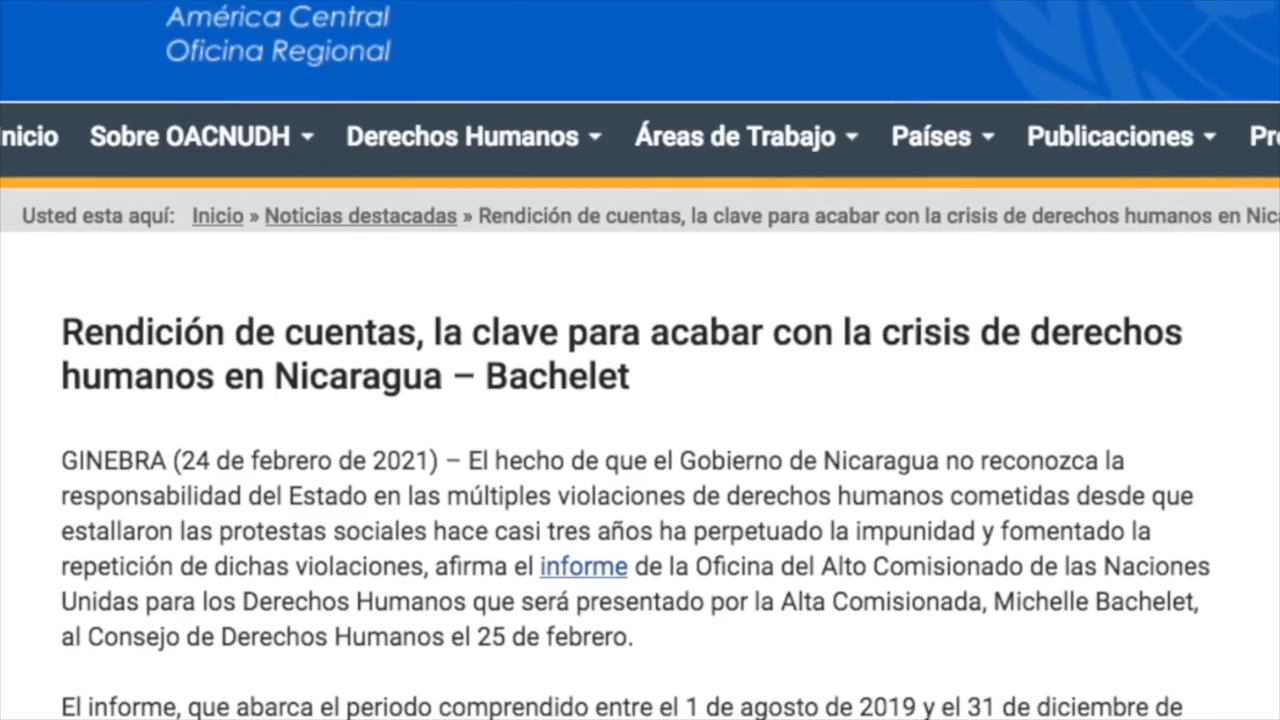 América Central
Oficina Regional
Sobre OACNUDH Derechos Humanos Áreas de Trabajo Países Publicaciones
Usted esta aquí: Inicio » Noticias destacadas » Rendición de cuentas, la clave para acabar con la crisis de derechos humanos en
Rendición de cuentas, la clave para acabar con la crisis de derechos
humanos en Nicaragua – Bachelet
GINEBRA (24 de febrero de 2021) – El hecho de que el Gobierno de Nicaragua no reconozca la
responsabilidad del Estado en las múltiples violaciones de derechos humanos cometidas desde que
estallaron las protestas sociales hace casi tres años ha perpetuado la impunidad y fomentado la
repetición de dichas violaciones, afirma el informe de la Oficina del Alto Comisionado de las Naciones
Unidas para los Derechos Humanos que será presentado por la Alta Comisionada, Michelle Bachelet,
al Consejo de Derechos Humanos el 25 de febrero.
El informe, que abarca el periodo comprendido entre el 1 de agosto de 2019 y el 31 de diciembre de